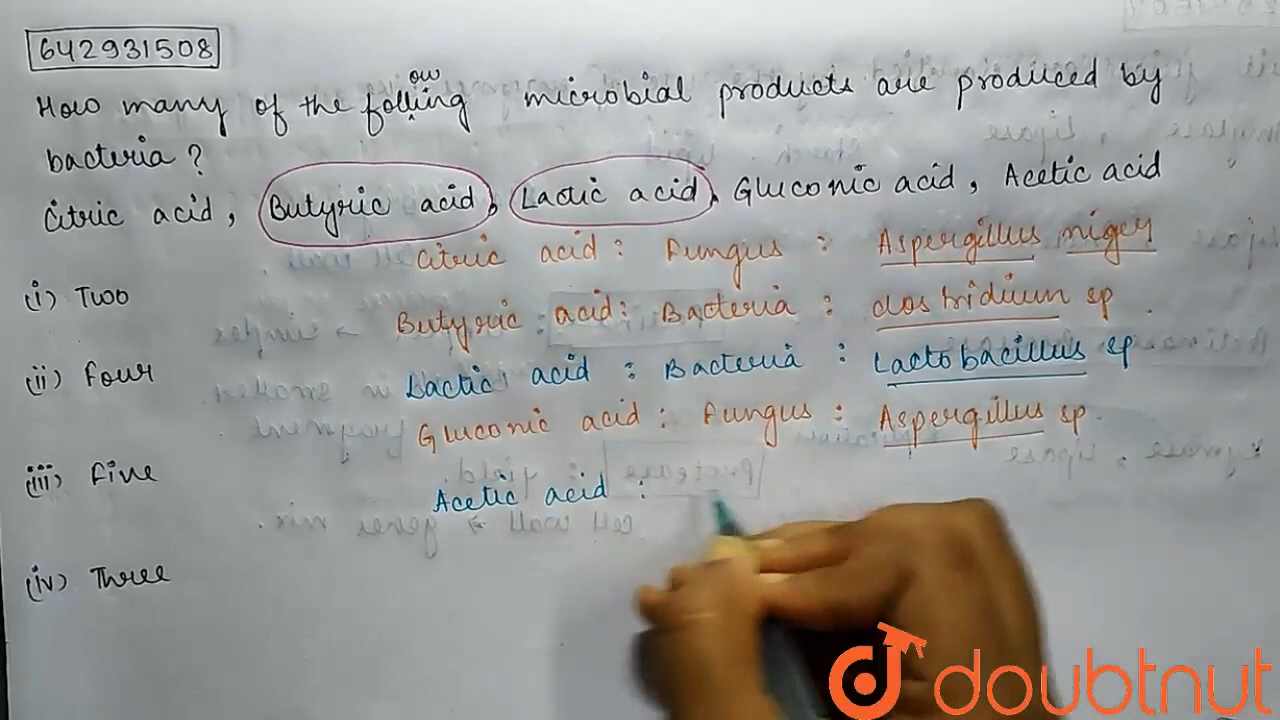 642931508
How many of the following microbial products are produced by
bacteria?
Citric acid, Butyric acid, Lactic acid, Gluconic acid, Acetic acid
Citric acid : Fungus : Aspergillus niger
(i) Two
Butyric acid : Bacteria : clostridium sp.
(ii) Four
Lactic acid : Bacteria : Lactobacillus sp
Gluconic acid : Fungus : Aspergillus sp.
(iii) Five
Acetic acid :
(iv) Three
doubtnut